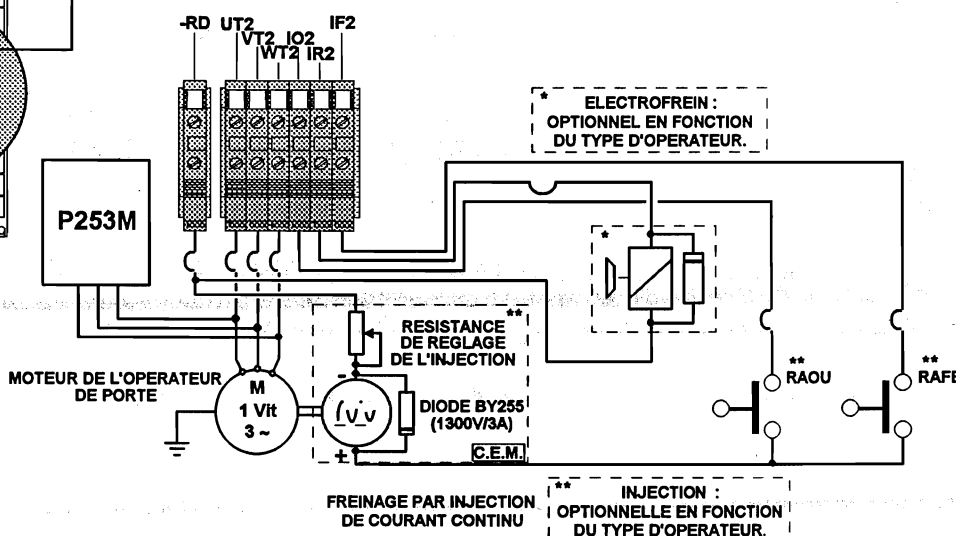 -RD UT2 IF2
VT2 IO2
WT2 IR2
*
ELECTROFREIN :
OPTIONNEL EN FONCTION
DU TYPE D'OPERATEUR.
P253M
*
**
RESISTANCE
DE REGLAGE
DE L'INJECTION
MOTEUR DE L'OPERATEUR
DE PORTE
M
1 Vit
3 ~
-
DIODE BY255
(1300V/3A)
+
C.E.M.
**
RAOU
**
RAFE
FREINAGE PAR INJECTION
DE COURANT CONTINU
**
INJECTION :
OPTIONNELLE EN FONCTION
DU TYPE D'OPERATEUR.